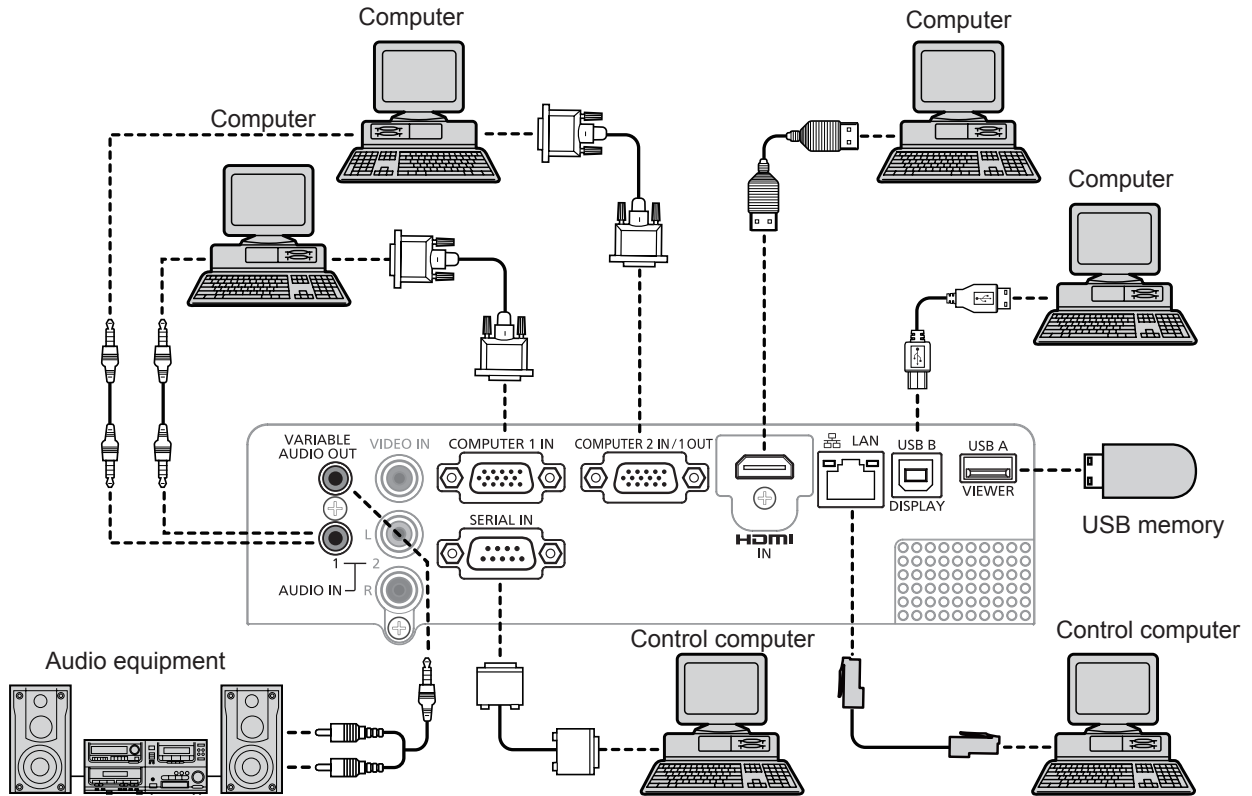 Computer
Computer
Computer
Computer
VARIABLE
AUDIO OUT
VIDEO IN
COMPUTER 1 IN
COMPUTER 2 IN / 1 OUT
LAN
USB B
USB A
VIEWER
DISPLAY
USB memory
SERIAL IN
HDMI
IN
L
1
2
AUDIO IN
R
Control computer
Control computer
Audio equipment